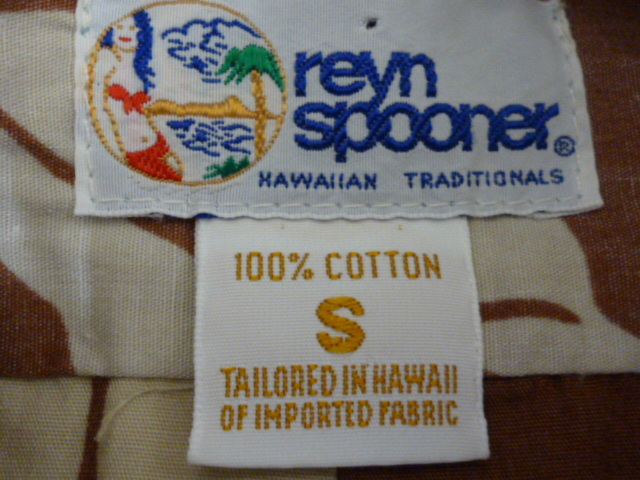 reyn
spooner®
HAWAIIAN TRADITIONALS
100% COTTON
S
TAILORED IN HAWAII
OF IMPORTED FABRIC